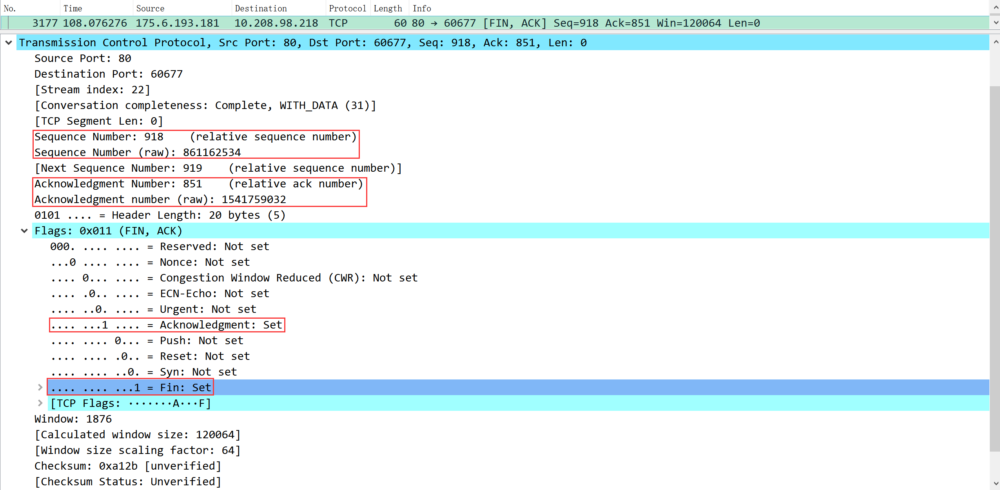 No. Time Source Destination Protocol Length Info
3177 108.076276 175.6.193.181 10.208.98.218 TCP 60 80 → 60677 [FIN, ACK] Seq=918 Ack=851 Win=120064 Len=0
Transmission Control Protocol, Src Port: 80, Dst Port: 60677, Seq: 918, Ack: 851, Len: 0
Source Port: 80
Destination Port: 60677
[Stream index: 22]
[Conversation completeness: Complete, WITH_DATA (31)]
[TCP Segment Len: 0]
Sequence Number: 918    (relative sequence number)
Sequence Number (raw): 861162534
[Next Sequence Number: 919    (relative sequence number)]
Acknowledgment Number: 851    (relative ack number)
Acknowledgment number (raw): 1541759032
0101 .... = Header Length: 20 bytes (5)
Flags: 0x011 (FIN, ACK)
000. .... .... = Reserved: Not set
...0 .... .... = Nonce: Not set
.... 0... .... = Congestion Window Reduced (CWR): Not set
.... .0.. .... = ECN-Echo: Not set
.... ..0. .... = Urgent: Not set
.... ...1 .... = Acknowledgment: Set
.... .... 0... = Push: Not set
.... .... .0.. = Reset: Not set
.... .... ..0. = Syn: Not set
.... .... ...1 = Fin: Set
[TCP Flags: ·······A···F]
Window: 1876
[Calculated window size: 120064]
[Window size scaling factor: 64]
Checksum: 0xa12b [unverified]
[Checksum Status: Unverified]